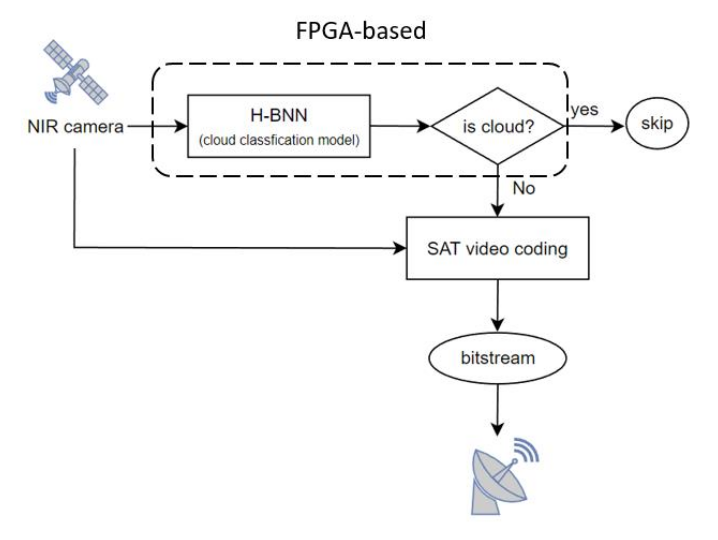 FPGA-based
NIR camera
H-BNN
(cloud classfication model)
is cloud?
yes
skip
No
SAT video coding
bitstream